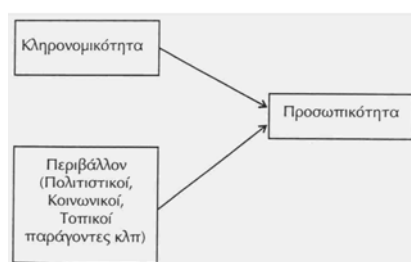 Κληρονομικότητα
Προσωπικότητα
Περιβάλλον
(Πολιτιστικοί,
Κοινωνικοί,
Τοπικοί
παράγοντες κλπ)